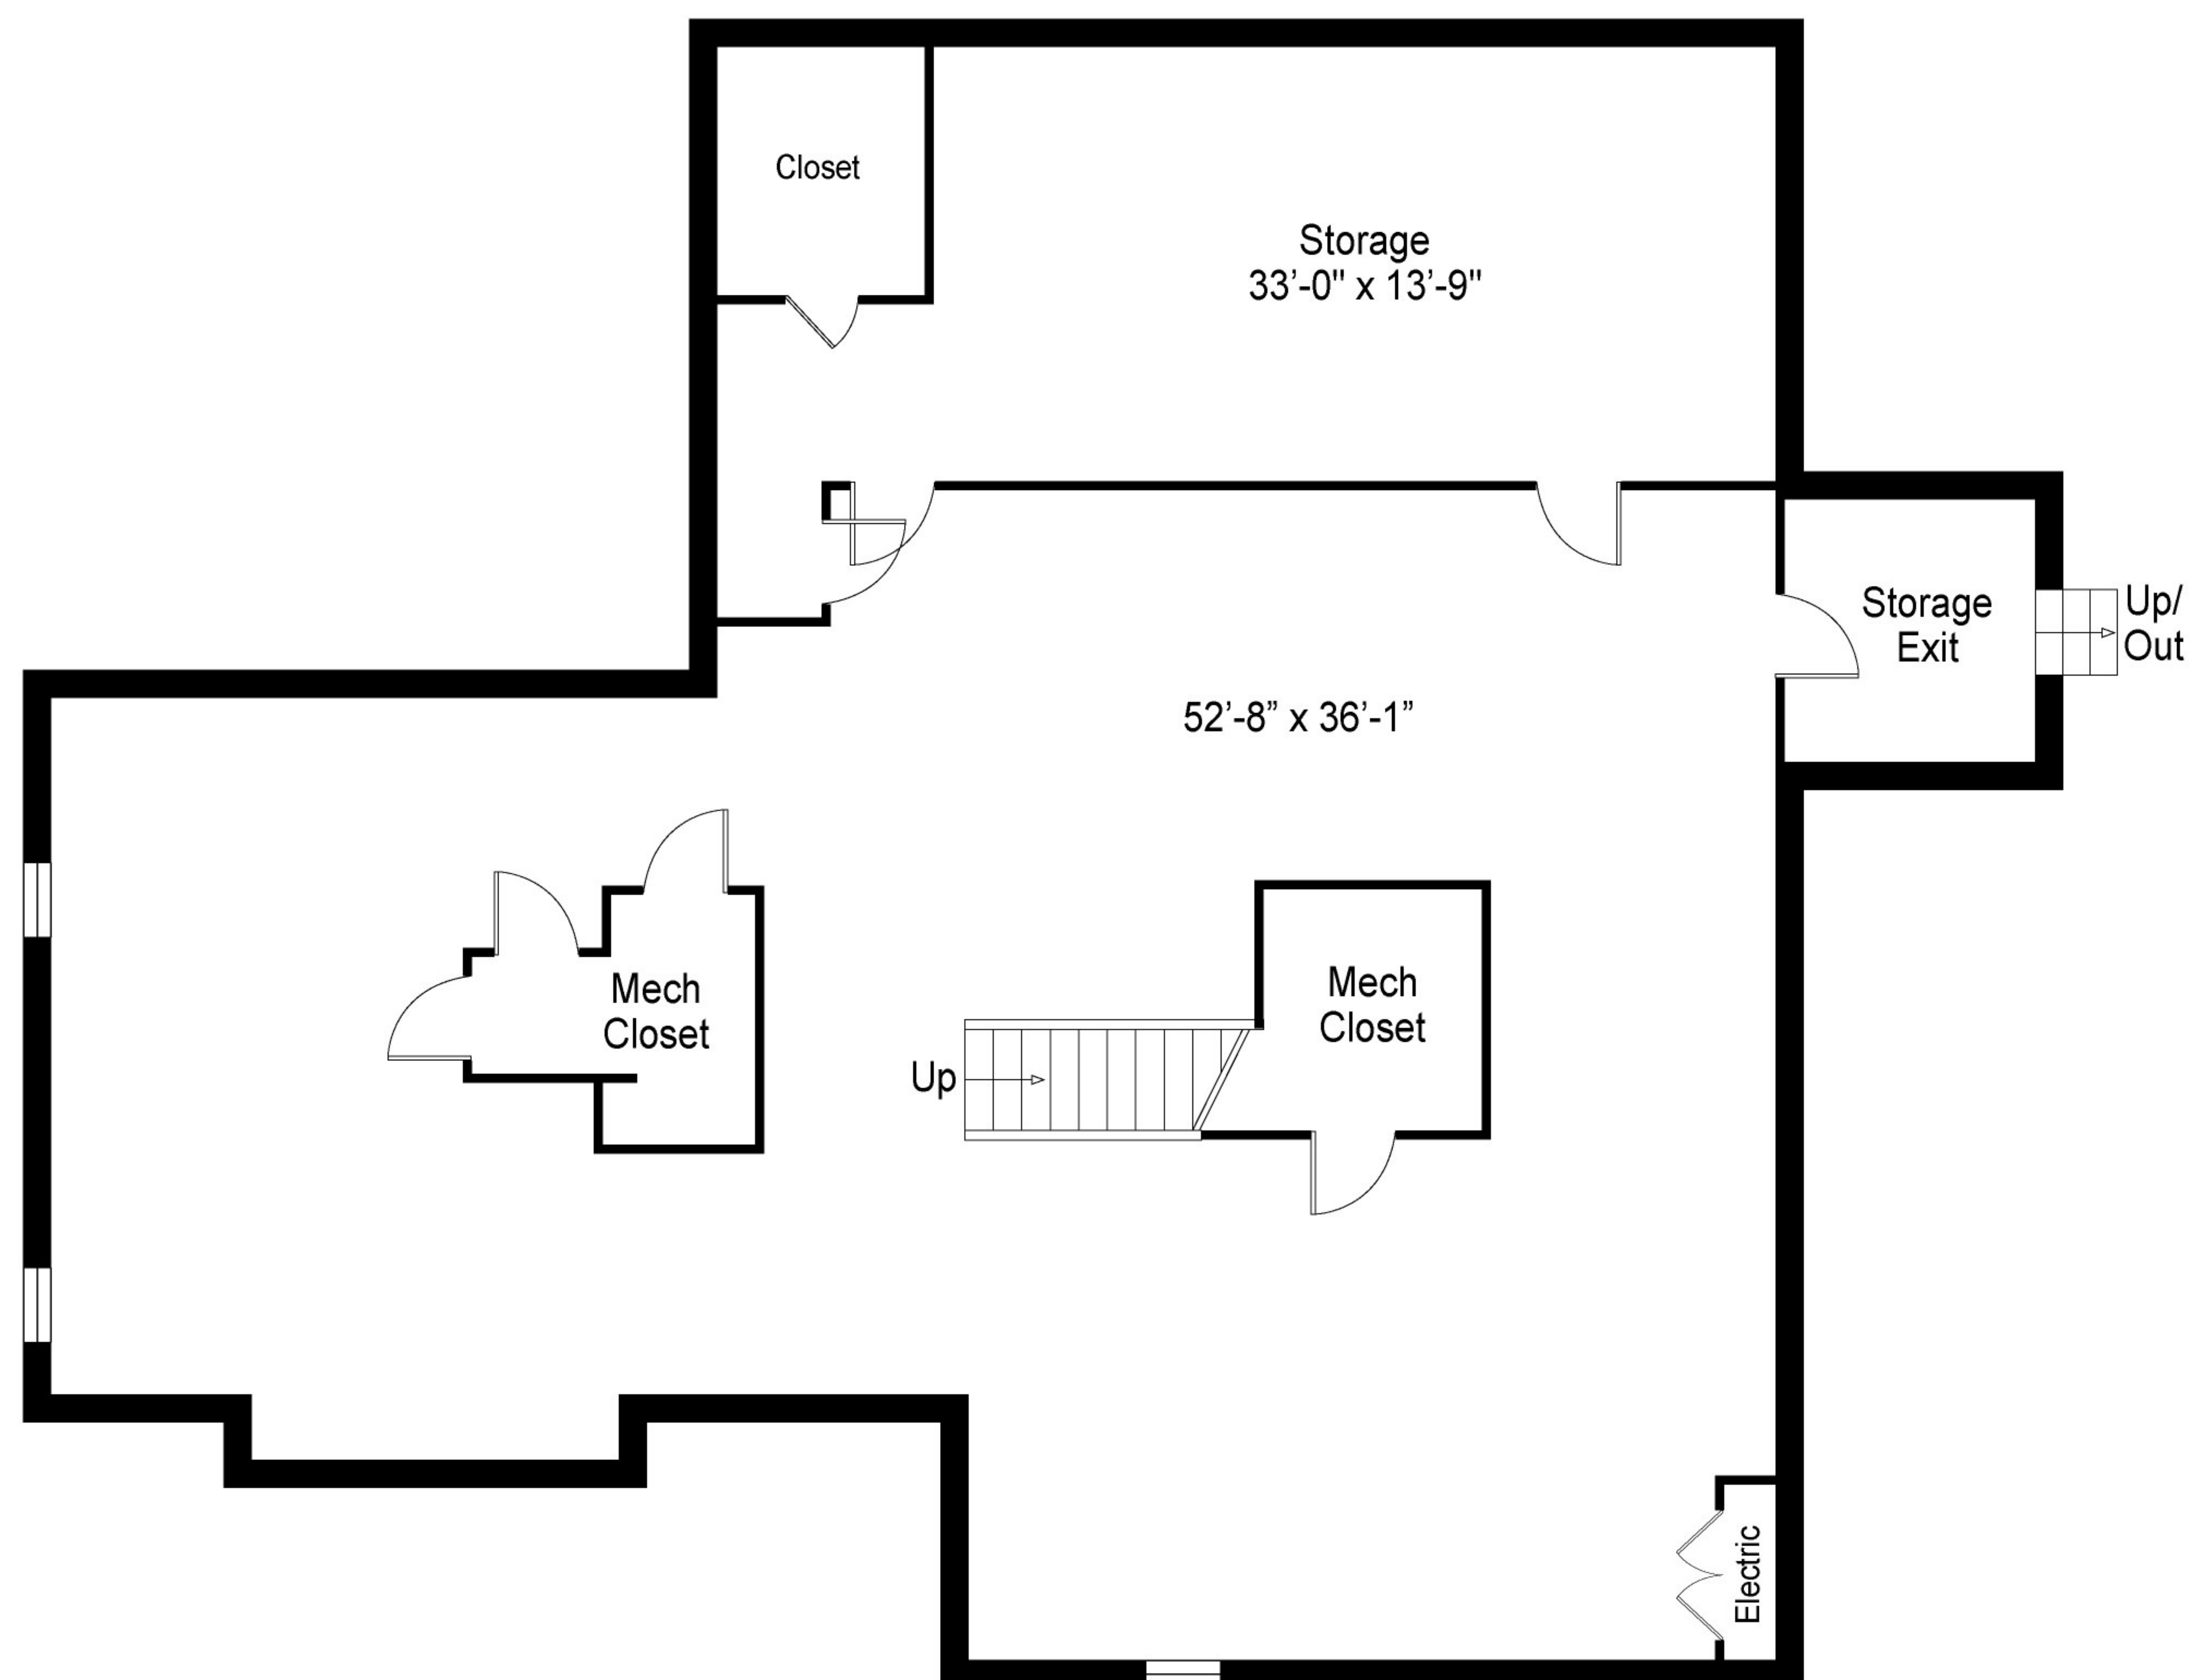 Closet
Storage
33’-0" x 13’-9"
Storage
Exit
Up/
Out
52’-8” x 36’-1”
Mech
Closet
Mech
Closet
Up
Electric